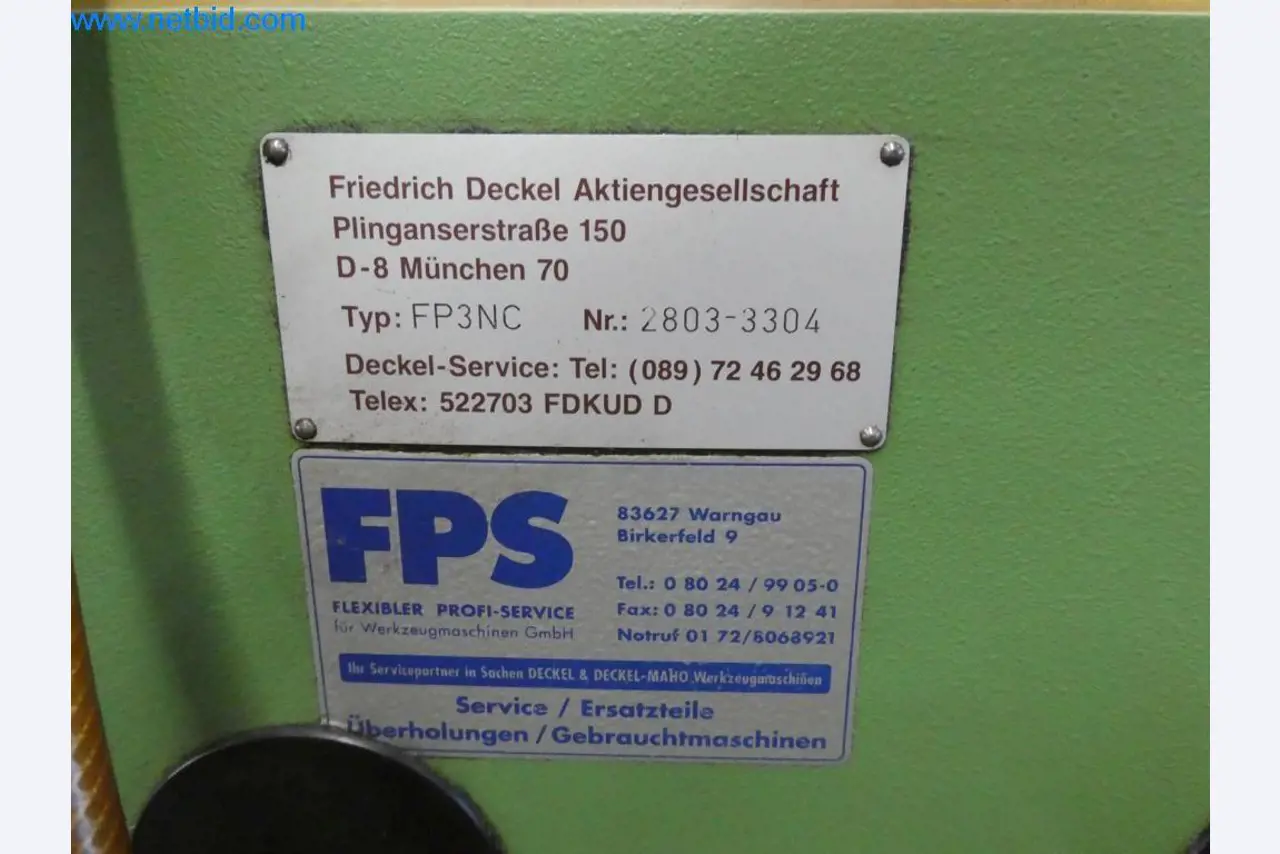 www.netbid.com
Friedrich Deckel Aktiengesellschaft
Plinganserstraße 150
D-8 München 70
Typ: FP3NC Nr.: 2803-3304
Deckel-Service: Tel: (089) 72 46 29 68
Telex: 522703 FDKUD D
FPS
FLEXIBLER PROFI-SERVICE
für Werkzeugmaschinen GmbH
83627 Warngau
Birkerfeld 9
Tel.: 0 80 24 / 99 05-0
Fax: 0 80 24 / 9 12 41
Notruf 01 72/8068921
Ihr Servicepartner in Sachen DECKEL & DECKEL-MAHO Werkzeugmaschinen
Service / Ersatzteile
Überholungen / Gebrauchtmaschinen